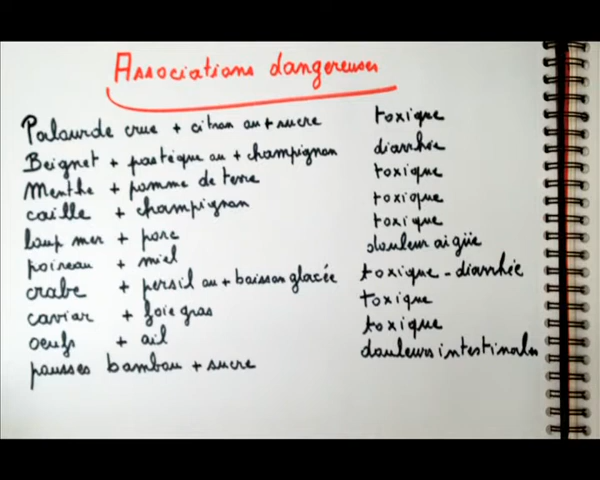 Associations dangereuses
Palourde crue + citron ou + sucre toxique
Beignet + pastèque ou + champignon diarrhée
Menthe + pomme de terre toxique
caille + champignon toxique
loup mer + porc toxique
poireau + miel douleur aigüe
crabe + persil ou + boisson glacée toxique - diarrhée
caviar + foie gras toxique
oeufs + ail toxique
pousses bambou + sucre douleurs intestinales